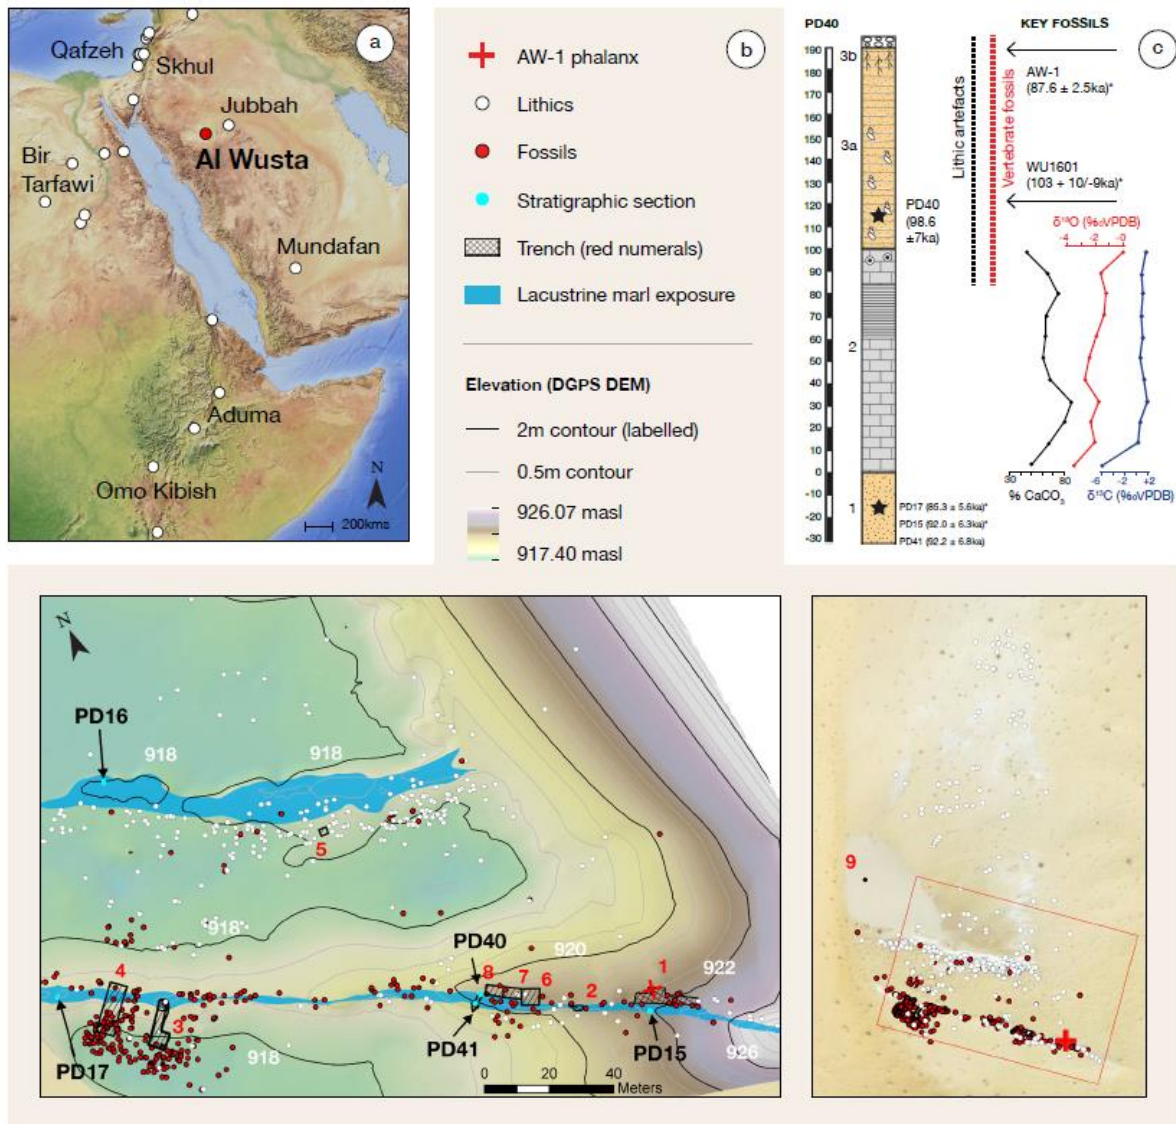 a
Qafzeh
Skhul
Jubbah
Al Wusta
Bir
Tarfawi
Mundafan
Aduma
Omo Kibish
N
200kms
b
AW-1 phalanx
Lithics
Fossils
Stratigraphic section
Trench (red numerals)
Lacustrine marl exposure
Elevation (DGPS DEM)
2m contour (labelled)
0.5m contour
926.07 masl
917.40 masl
c
PD40
KEY FOSSILS
190
180
170
160
150
140
130
120
110
100
90
80
70
60
50
40
30
20
10
0
-10
-20
-30
3b
3a
2
1
Lithic artefacts
Vertebrate fossils
AW-1
(87.6 ± 2.5ka)*
WU1601
(103 + 10/-9ka)*
PD40
(98.6
±7ka)
δ¹⁸O (‰VPDB)
-4 -2 -0
PD17 (85.3 ± 5.6ka)*
PD15 (92.0 ± 6.3ka)*
PD41 (92.2 ± 6.8ka)
30 80
% CaCO₃
-6 -2 +2
δ¹³C (‰VPDB)
N
PD16
918
918
5
918
920
922
PD40
4
8
7
6
2
1
3
918
PD17
PD41
PD15
926
0 20 40
Meters
9